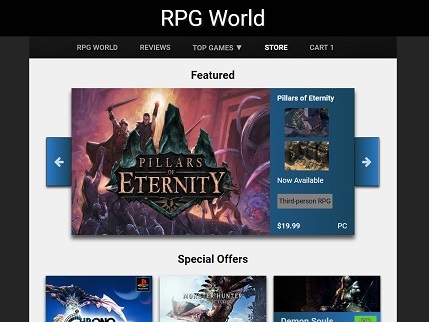 RPG World
RPG WORLD REVIEWS TOP GAMES ▼ STORE CART 1
Featured
Pillars of Eternity
PILLARS
OF
ETERNITY
Now Available
Third-person RPG
$19.99 PC
Special Offers
CHRONO
MONSTER HUNTER
Demon Souls